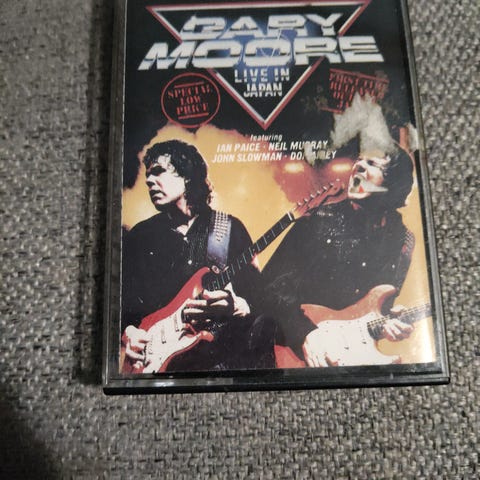 GARY
MOORE
LIVE IN
JAPAN
SPECIAL
LOW
PRICE
featuring
IAN PAICE · NEIL MURRAY
JOHN SLOWMAN ·